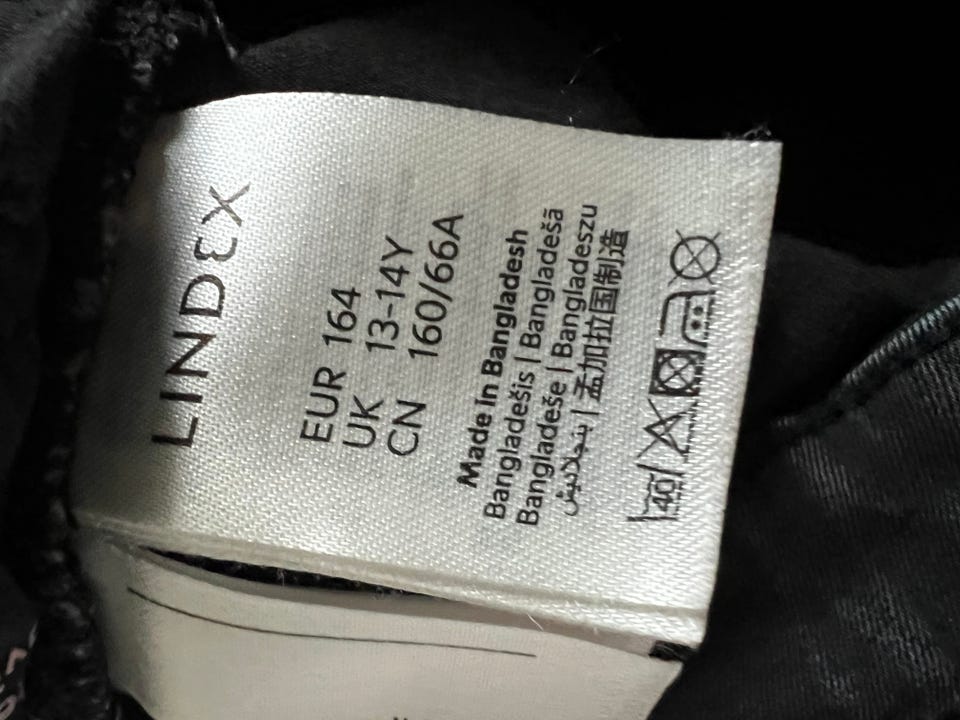 LINDEX
EUR 164
UK 13-14Y
CN 160/66A
Made in Bangladesh
Bangladešis | Bangladešā
Bangladeše | Bangladeszu
بنجلاديش | 孟加拉国制造
40